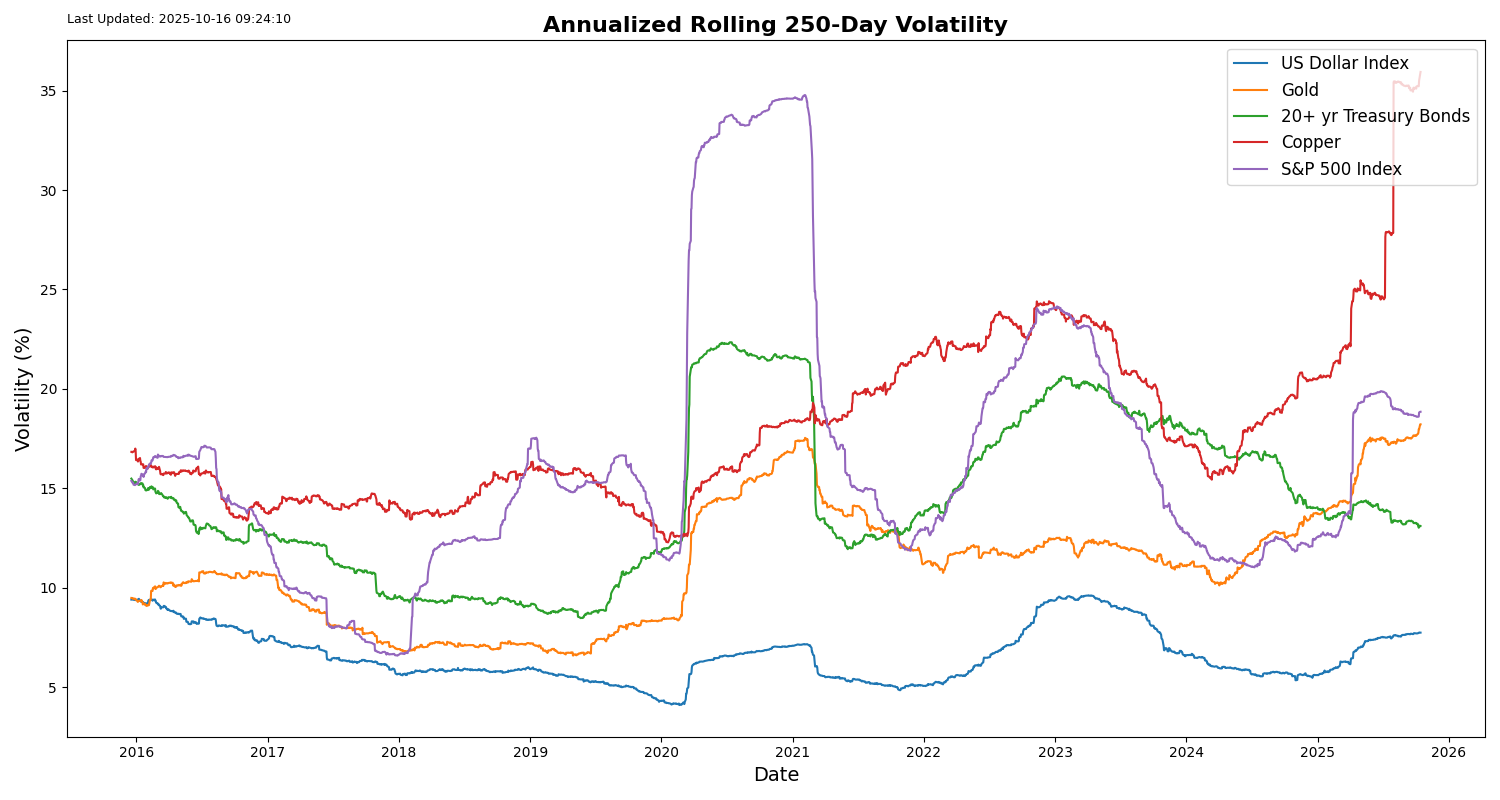 Last Updated: 2025-10-16 09:24:10
Annualized Rolling 250-Day Volatility
US Dollar Index
Gold
20+ yr Treasury Bonds
Copper
S&P 500 Index
Volatility (%)
35
30
25
20
15
10
5
2016 2017 2018 2019 2020 2021 2022 2023 2024 2025 2026
Date